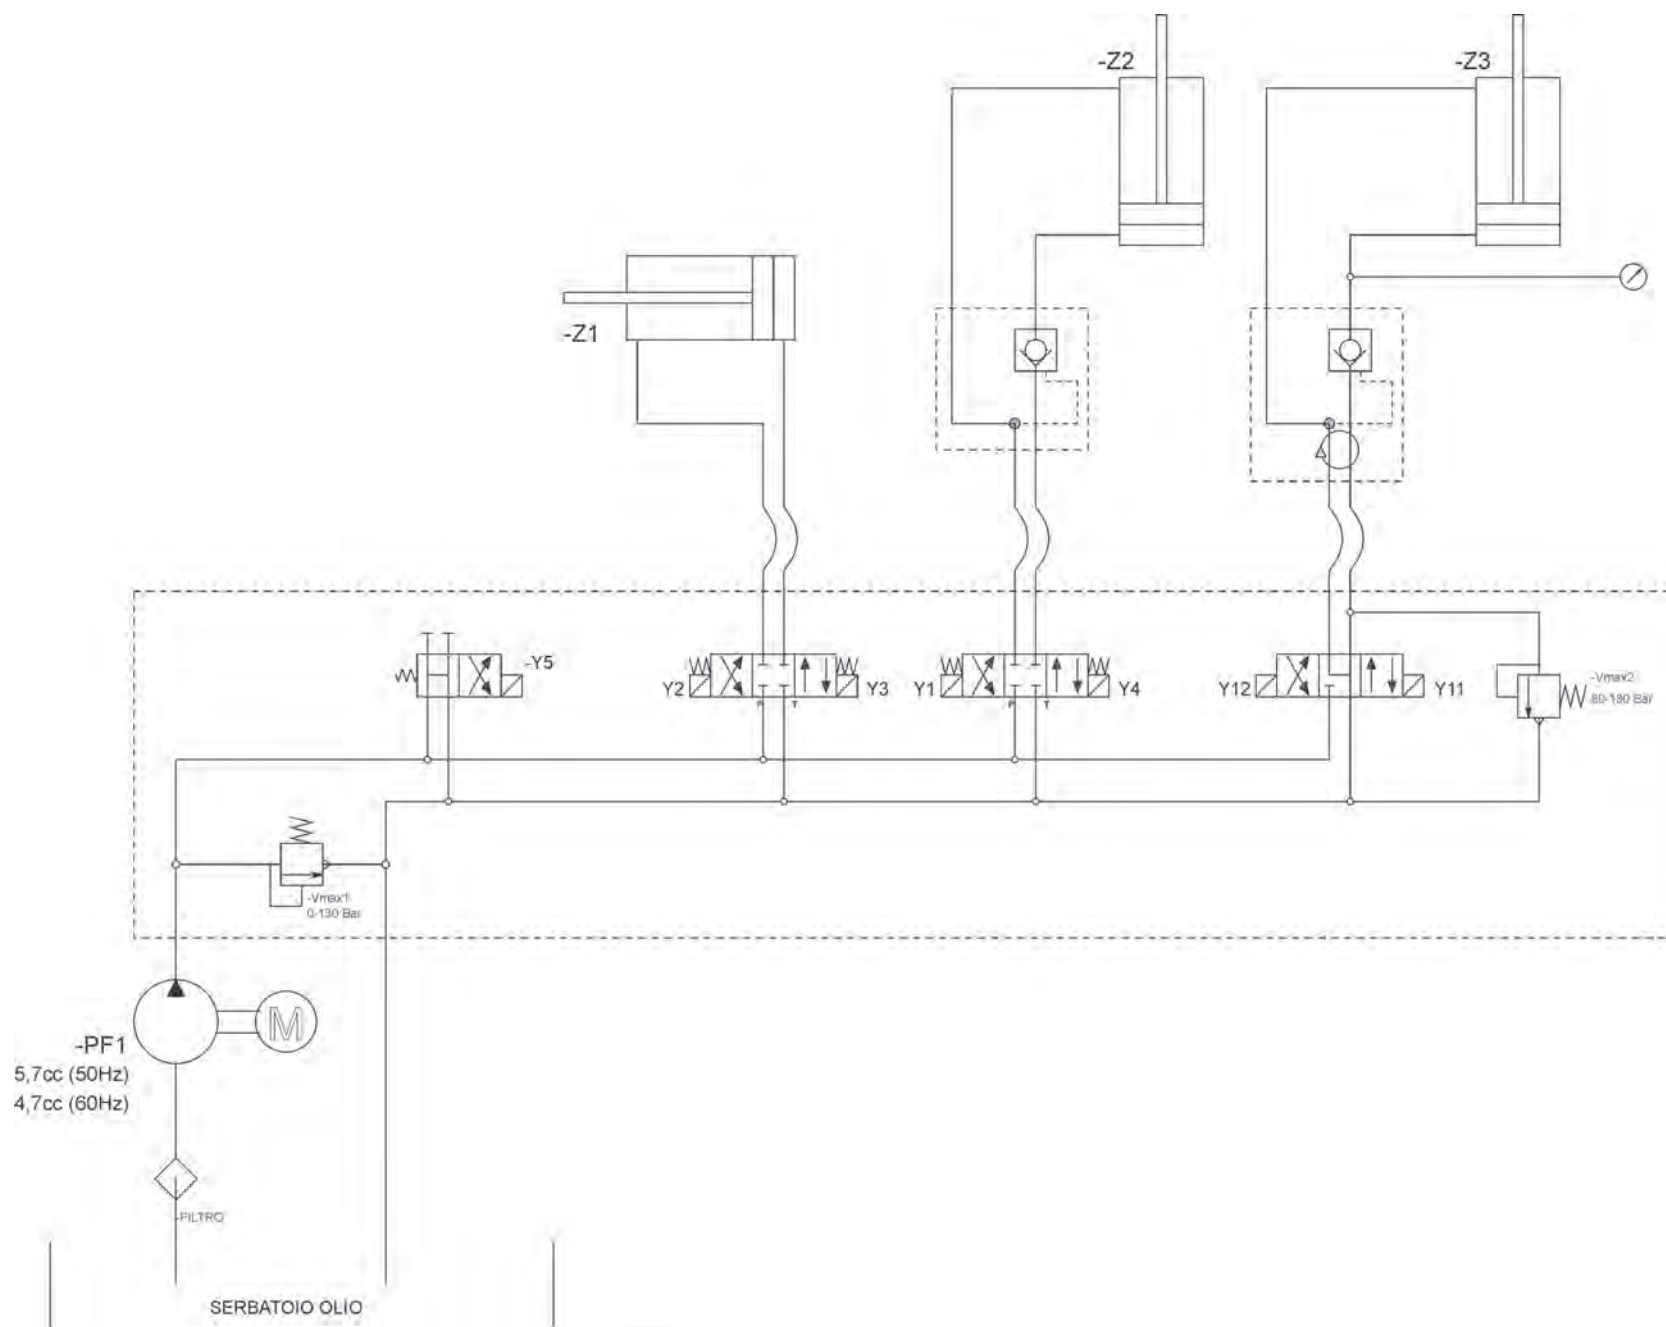 -Z2
-Z3
-Z1
-Y5
Y2
Y3
Y1
Y4
Y12
Y11
-Vmax2
80-180 Bar
P
T
P
T
-Vmax1
0-130 Bar
M
-PF1
5,7cc (50Hz)
4,7cc (60Hz)
-FILTRO
SERBATOIO OLIO